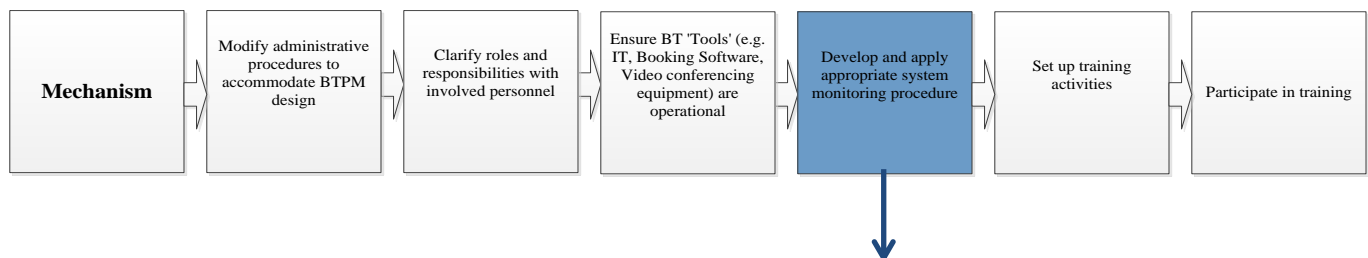 Mechanism
Modify administrative
procedures to
accommodate BTPM
design
Clarify roles and
responsibilities with
involved personnel
Ensure BT 'Tools' (e.g.
IT, Booking Software,
Video conferencing
equipment) are
operational
Develop and apply
appropriate system
monitoring procedure
Set up training
activities
Participate in training